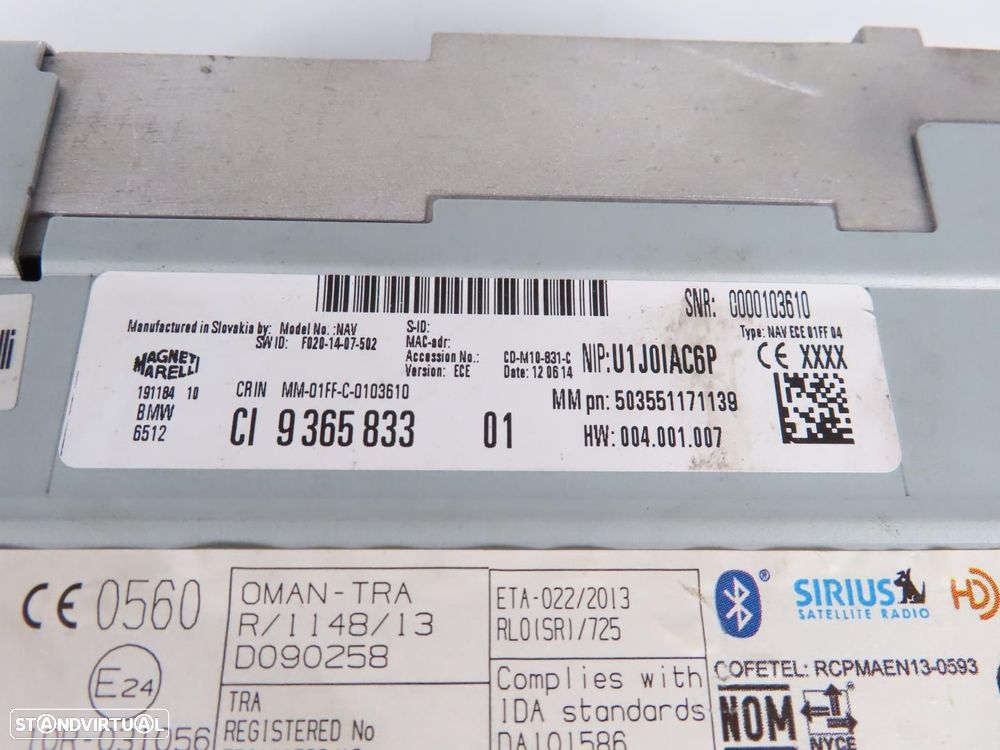 SNR: C000103610
Manufactured in Slovakia by: Model No.:NAV S-ID: Type: NAV ECE 01FF 04
SW ID: F020-14-07-502 MAC-adr:
MAGNETI MARELLI Accession No.: CD-M10-831-C NIP:U1J0IAC6P CE XXXX
Version: ECE Date: 12 06 14
191184 10 CRIN MM-01FF-C-0103610 MM pn: 503551171139
BMW
6512 CI 9 365 833 01 HW: 004.001.007
lli
CE 0560
E24
OMAN-TRA
R/1148/13
D090258
TRA
REGISTERED No
ETA-022/2013
RLO(SR)/725
Complies with
IDA standards
DA101586
SIRIUS
SATELLITE RADIO
HD
COFETEL: RCPMAEN13-0593
NOM
NYCE
STANDVIRTUAL